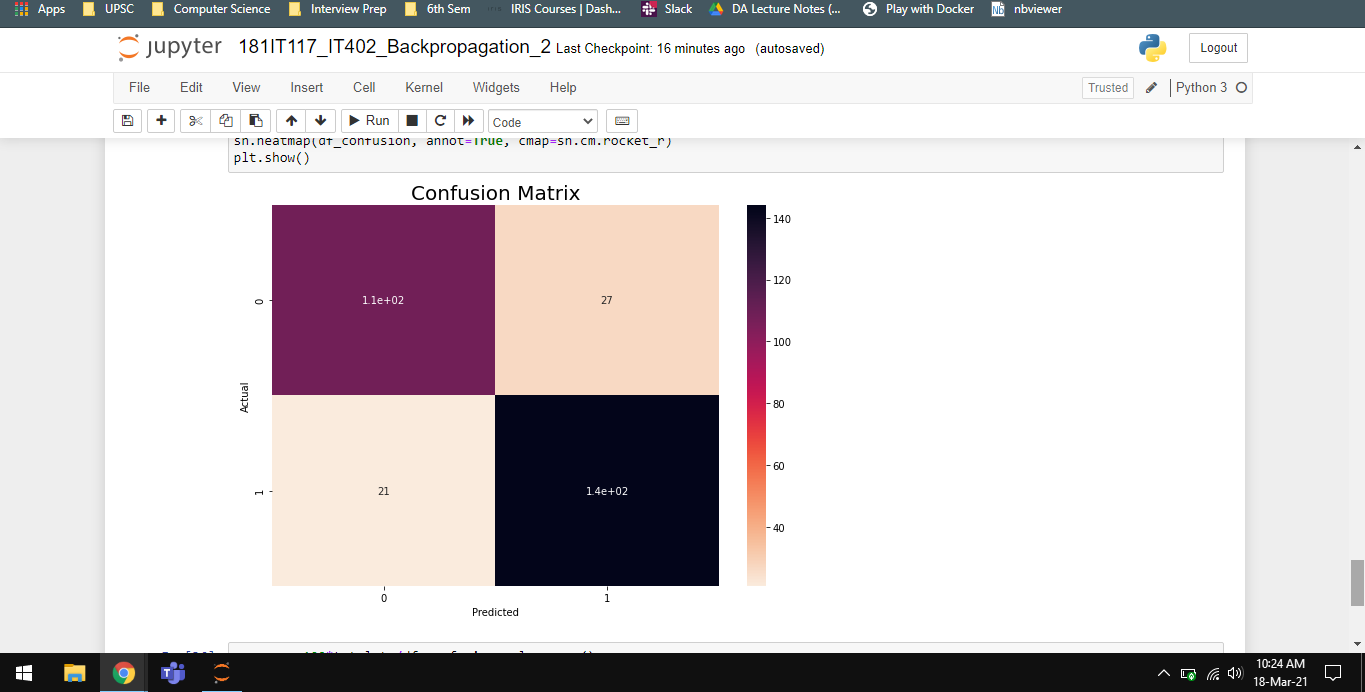 Apps UPSC Computer Science Interview Prep 6th Sem IRIS Courses | Dash... Slack DA Lecture Notes (... Play with Docker Nb nbviewer
jupyter 181IT117_IT402_Backpropagation_2 Last Checkpoint: 16 minutes ago (autosaved) Logout
File Edit View Insert Cell Kernel Widgets Help Trusted Python 3
Run Code
sn.heatmap(df_confusion, annot=True, cmap=sn.cm.rocket_r)
plt.show()
Confusion Matrix
140
120
1.1e+02 27
0
100
Actual
80
60
21 1.4e+02
1
40
0 1
Predicted
10:24 AM
18-Mar-21